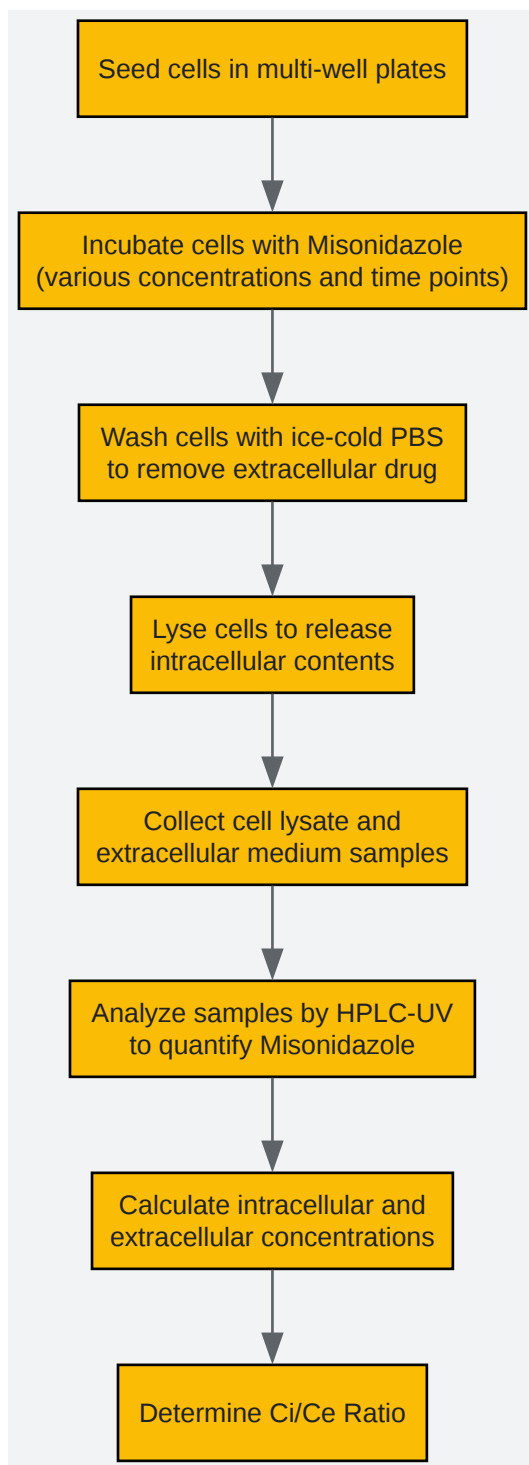 Seed cells in multi-well plates
Incubate cells with Misonidazole
(various concentrations and time points)
Wash cells with ice-cold PBS
to remove extracellular drug
Lyse cells to release
intracellular contents
Collect cell lysate and
extracellular medium samples
Analyze samples by HPLC-UV
to quantify Misonidazole
Calculate intracellular and
extracellular concentrations
Determine Ci/Ce Ratio